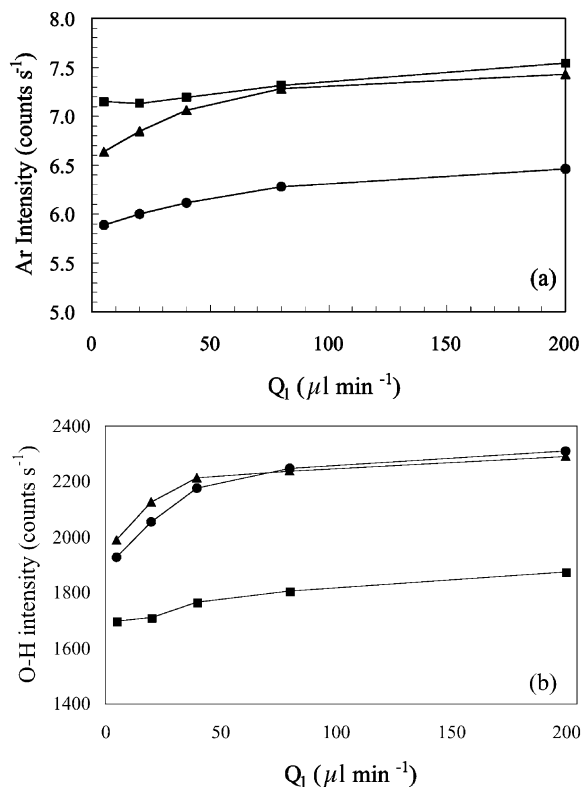 8.0
7.5
7.0
6.5
6.0
5.5
5.0
Ar Intensity (counts s⁻¹)
(a)
0 50 100 150 200
Q₁ (μl min ⁻¹)
2400
2200
2000
1800
1600
1400
O-H intensity (counts s⁻¹)
(b)
0 50 100 150 200
Q₁ (μl min ⁻¹)